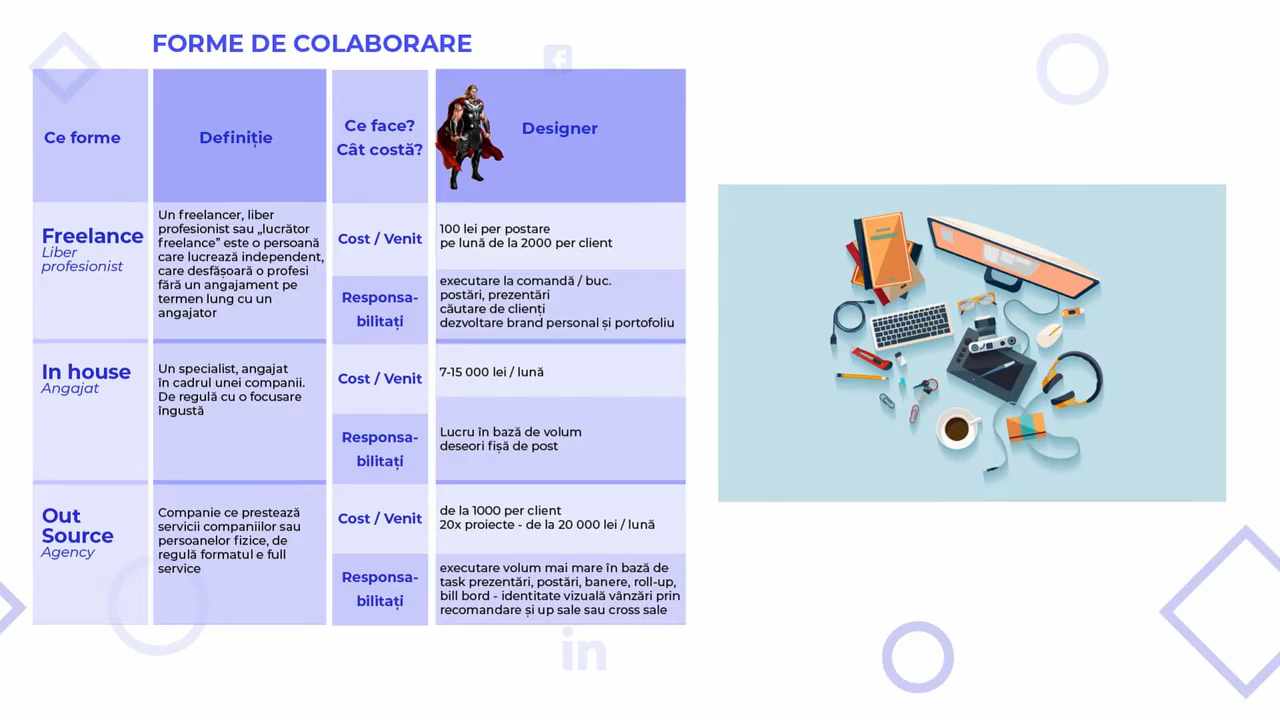 FORME DE COLABORARE
Ce forme
Definiție
Ce face?
Cât costă?
Designer
Freelance
Liber
profesionist
Un freelancer, liber
profesionist sau „lucrător
freelance” este o persoană
care lucrează independent,
care desfășoară o profesi
fără un angajament pe
termen lung cu un
angajator
Cost / Venit
100 lei per postare
pe lună de la 2000 per client
Responsa-
bilitați
executare la comandă / buc.
postări, prezentări
căutare de clienți
dezvoltare brand personal și portofoliu
In house
Angajat
Un specialist, angajat
în cadrul unei companii.
De regulă cu o focusare
îngustă
Cost / Venit
7-15 000 lei / lună
Responsa-
bilitați
Lucru în bază de volum
deseori fișă de post
Out
Source
Agency
Companie ce prestează
servicii companiilor sau
persoanelor fizice, de
regulă formatul e full
service
Cost / Venit
de la 1000 per client
20x proiecte - de la 20 000 lei / lună
Responsa-
bilitați
executare volum mai mare în bază de
task prezentări, postări, banere, roll-up,
bill bord - identitate vizuală vânzări prin
recomandare și up sale sau cross sale
in